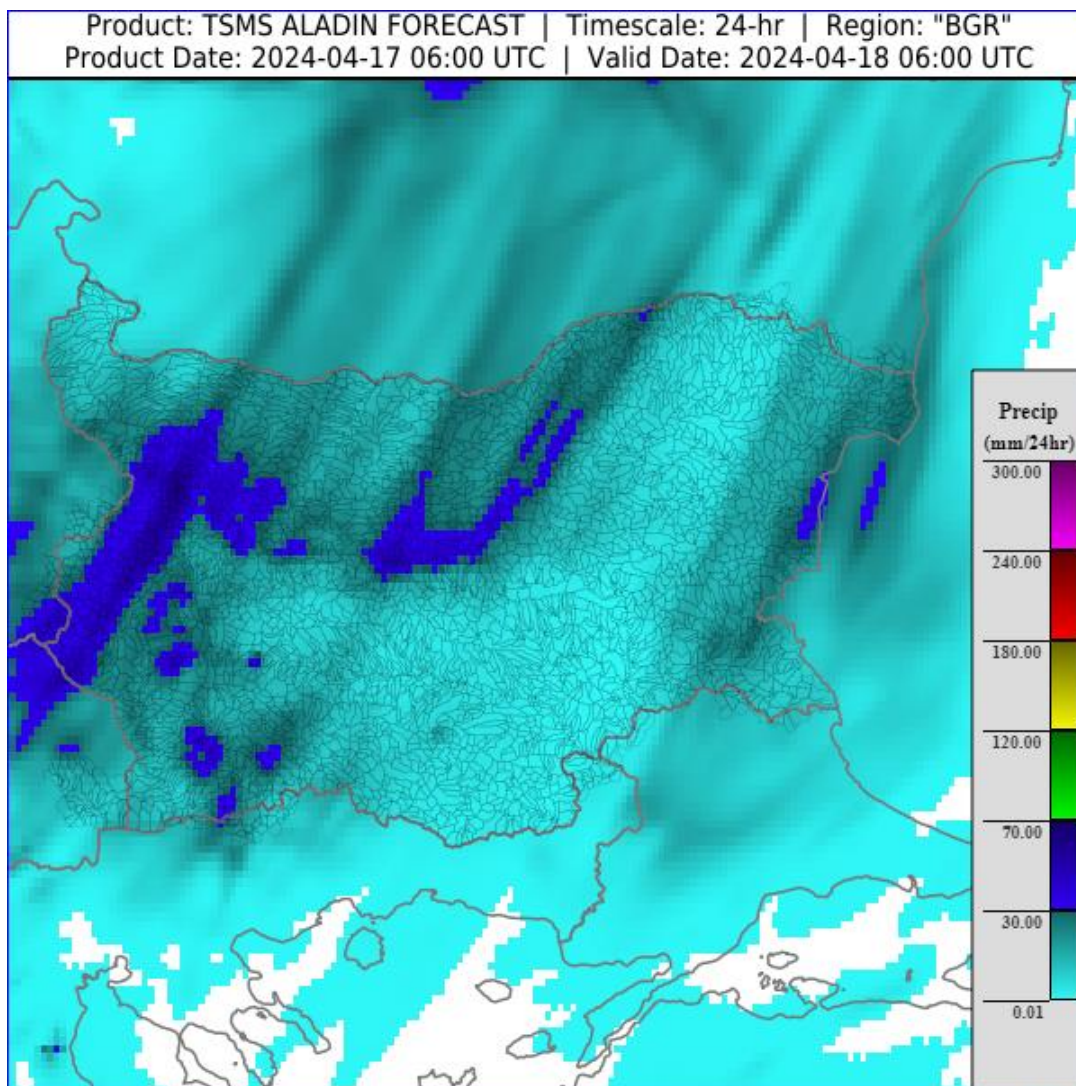 Product: TSMS ALADIN FORECAST | Timescale: 24-hr | Region: "BGR"
Product Date: 2024-04-17 06:00 UTC | Valid Date: 2024-04-18 06:00 UTC
Precip
(mm/24hr)
300.00
240.00
180.00
120.00
70.00
30.00
0.01